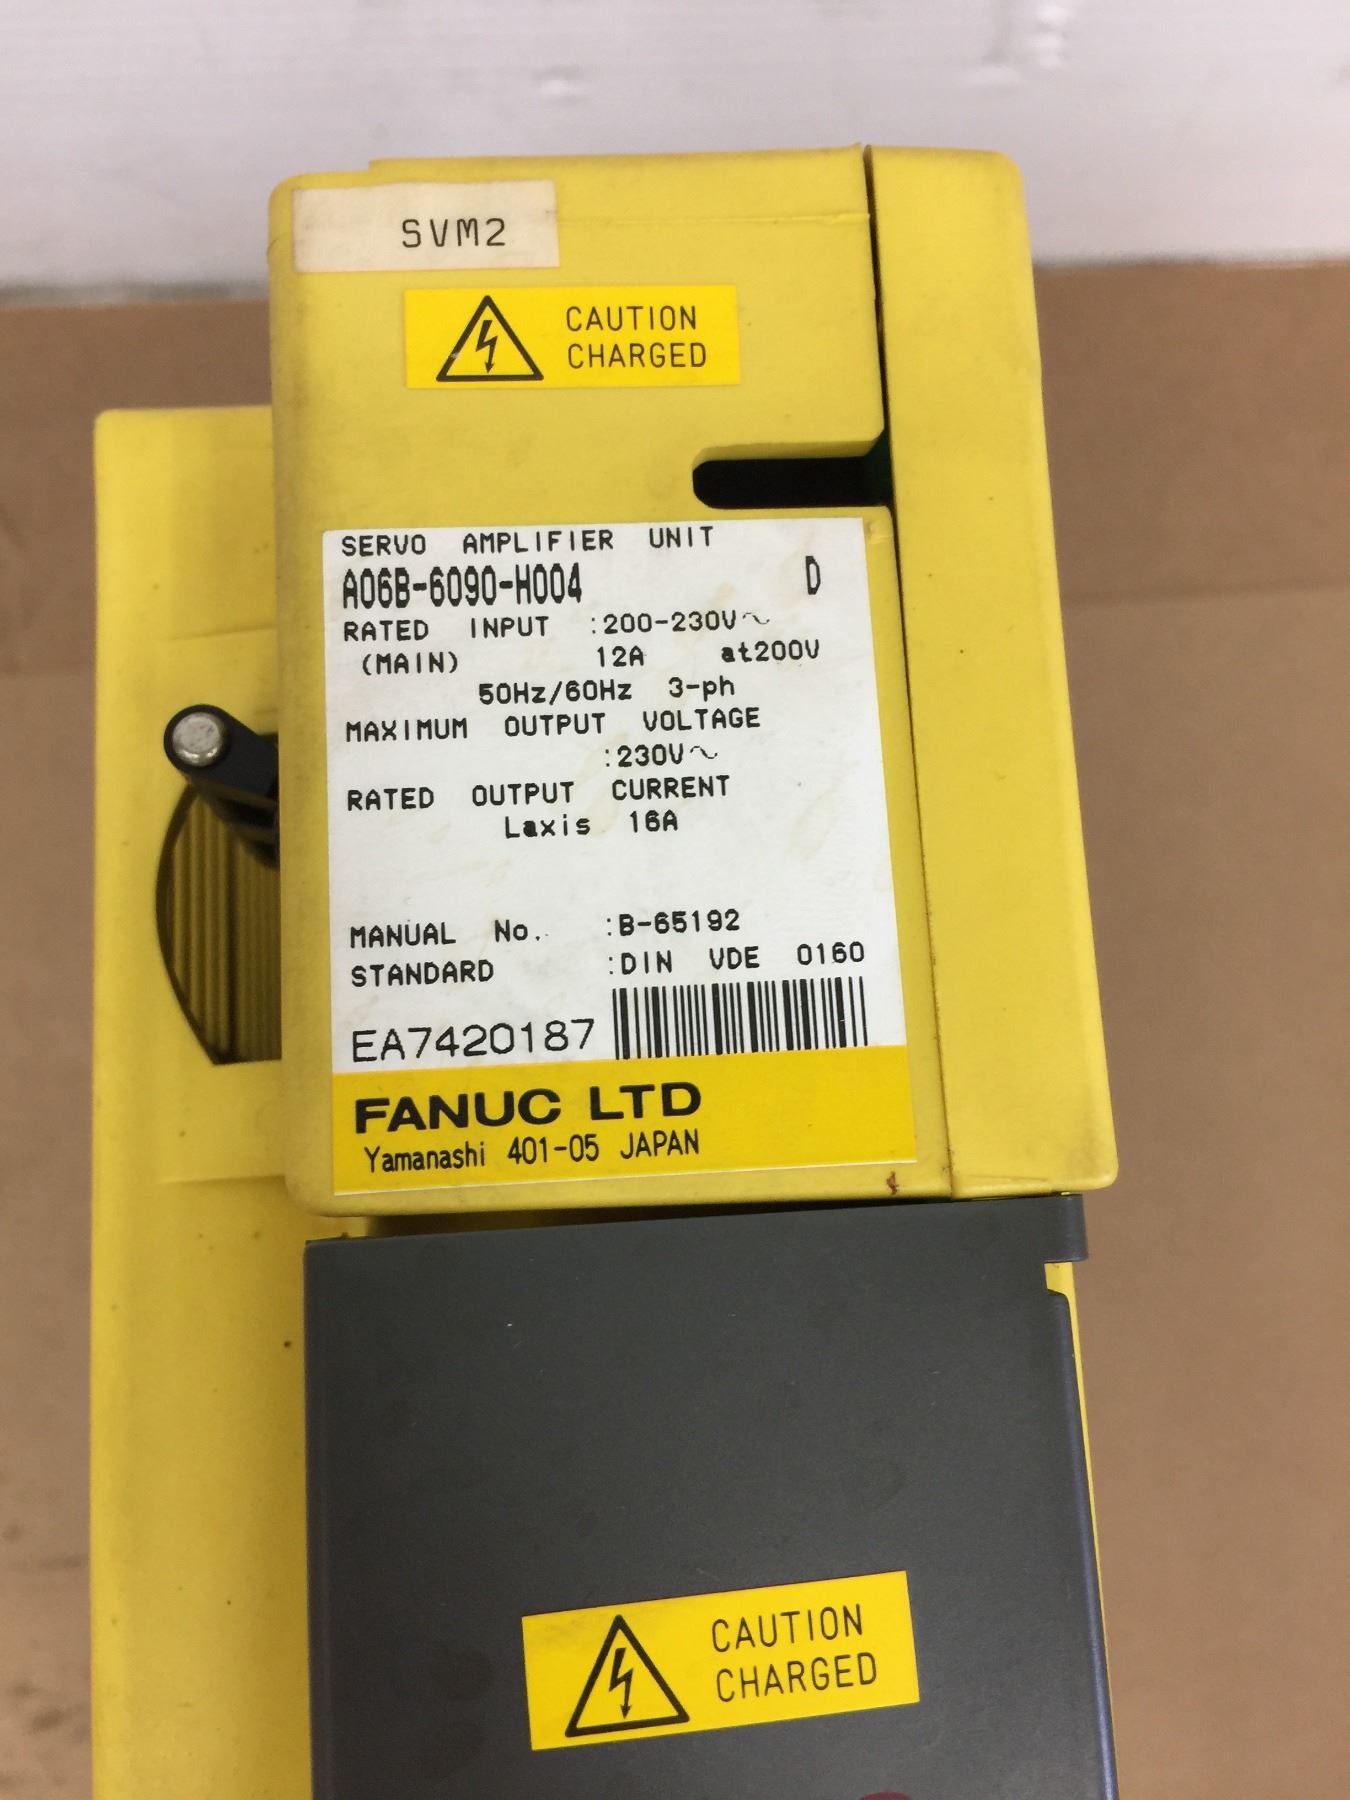 SVM2
CAUTION
CHARGED
SERVO AMPLIFIER UNIT
A06B-6090-H004 D
RATED INPUT :200-230V~
(MAIN) 12A at200V
50Hz/60Hz 3-ph
MAXIMUM OUTPUT VOLTAGE
:230V~
RATED OUTPUT CURRENT
Laxis 16A
MANUAL No. :B-65192
STANDARD :DIN VDE 0160
EA7420187
FANUC LTD
Yamanashi 401-05 JAPAN
CAUTION
CHARGED